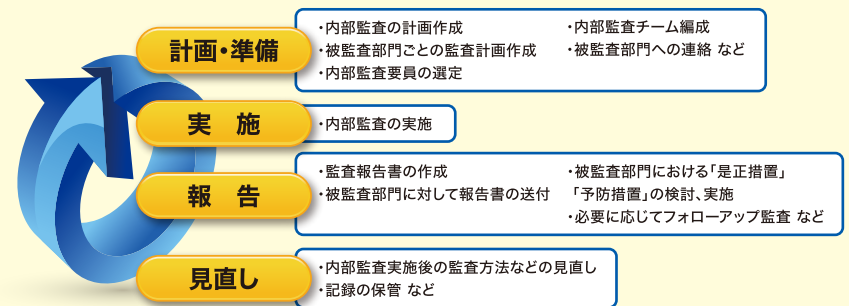 計画・準備
・内部監査の計画作成
・被監査部門ごとの監査計画作成
・内部監査要員の選定
・内部監査チーム編成
・被監査部門への連絡 など
実 施
・内部監査の実施
報 告
・監査報告書の作成
・被監査部門に対して報告書の送付
・被監査部門における「是正措置」
「予防措置」の検討、実施
・必要に応じてフォローアップ監査 など
見直し
・内部監査実施後の監査方法などの見直し
・記録の保管 など